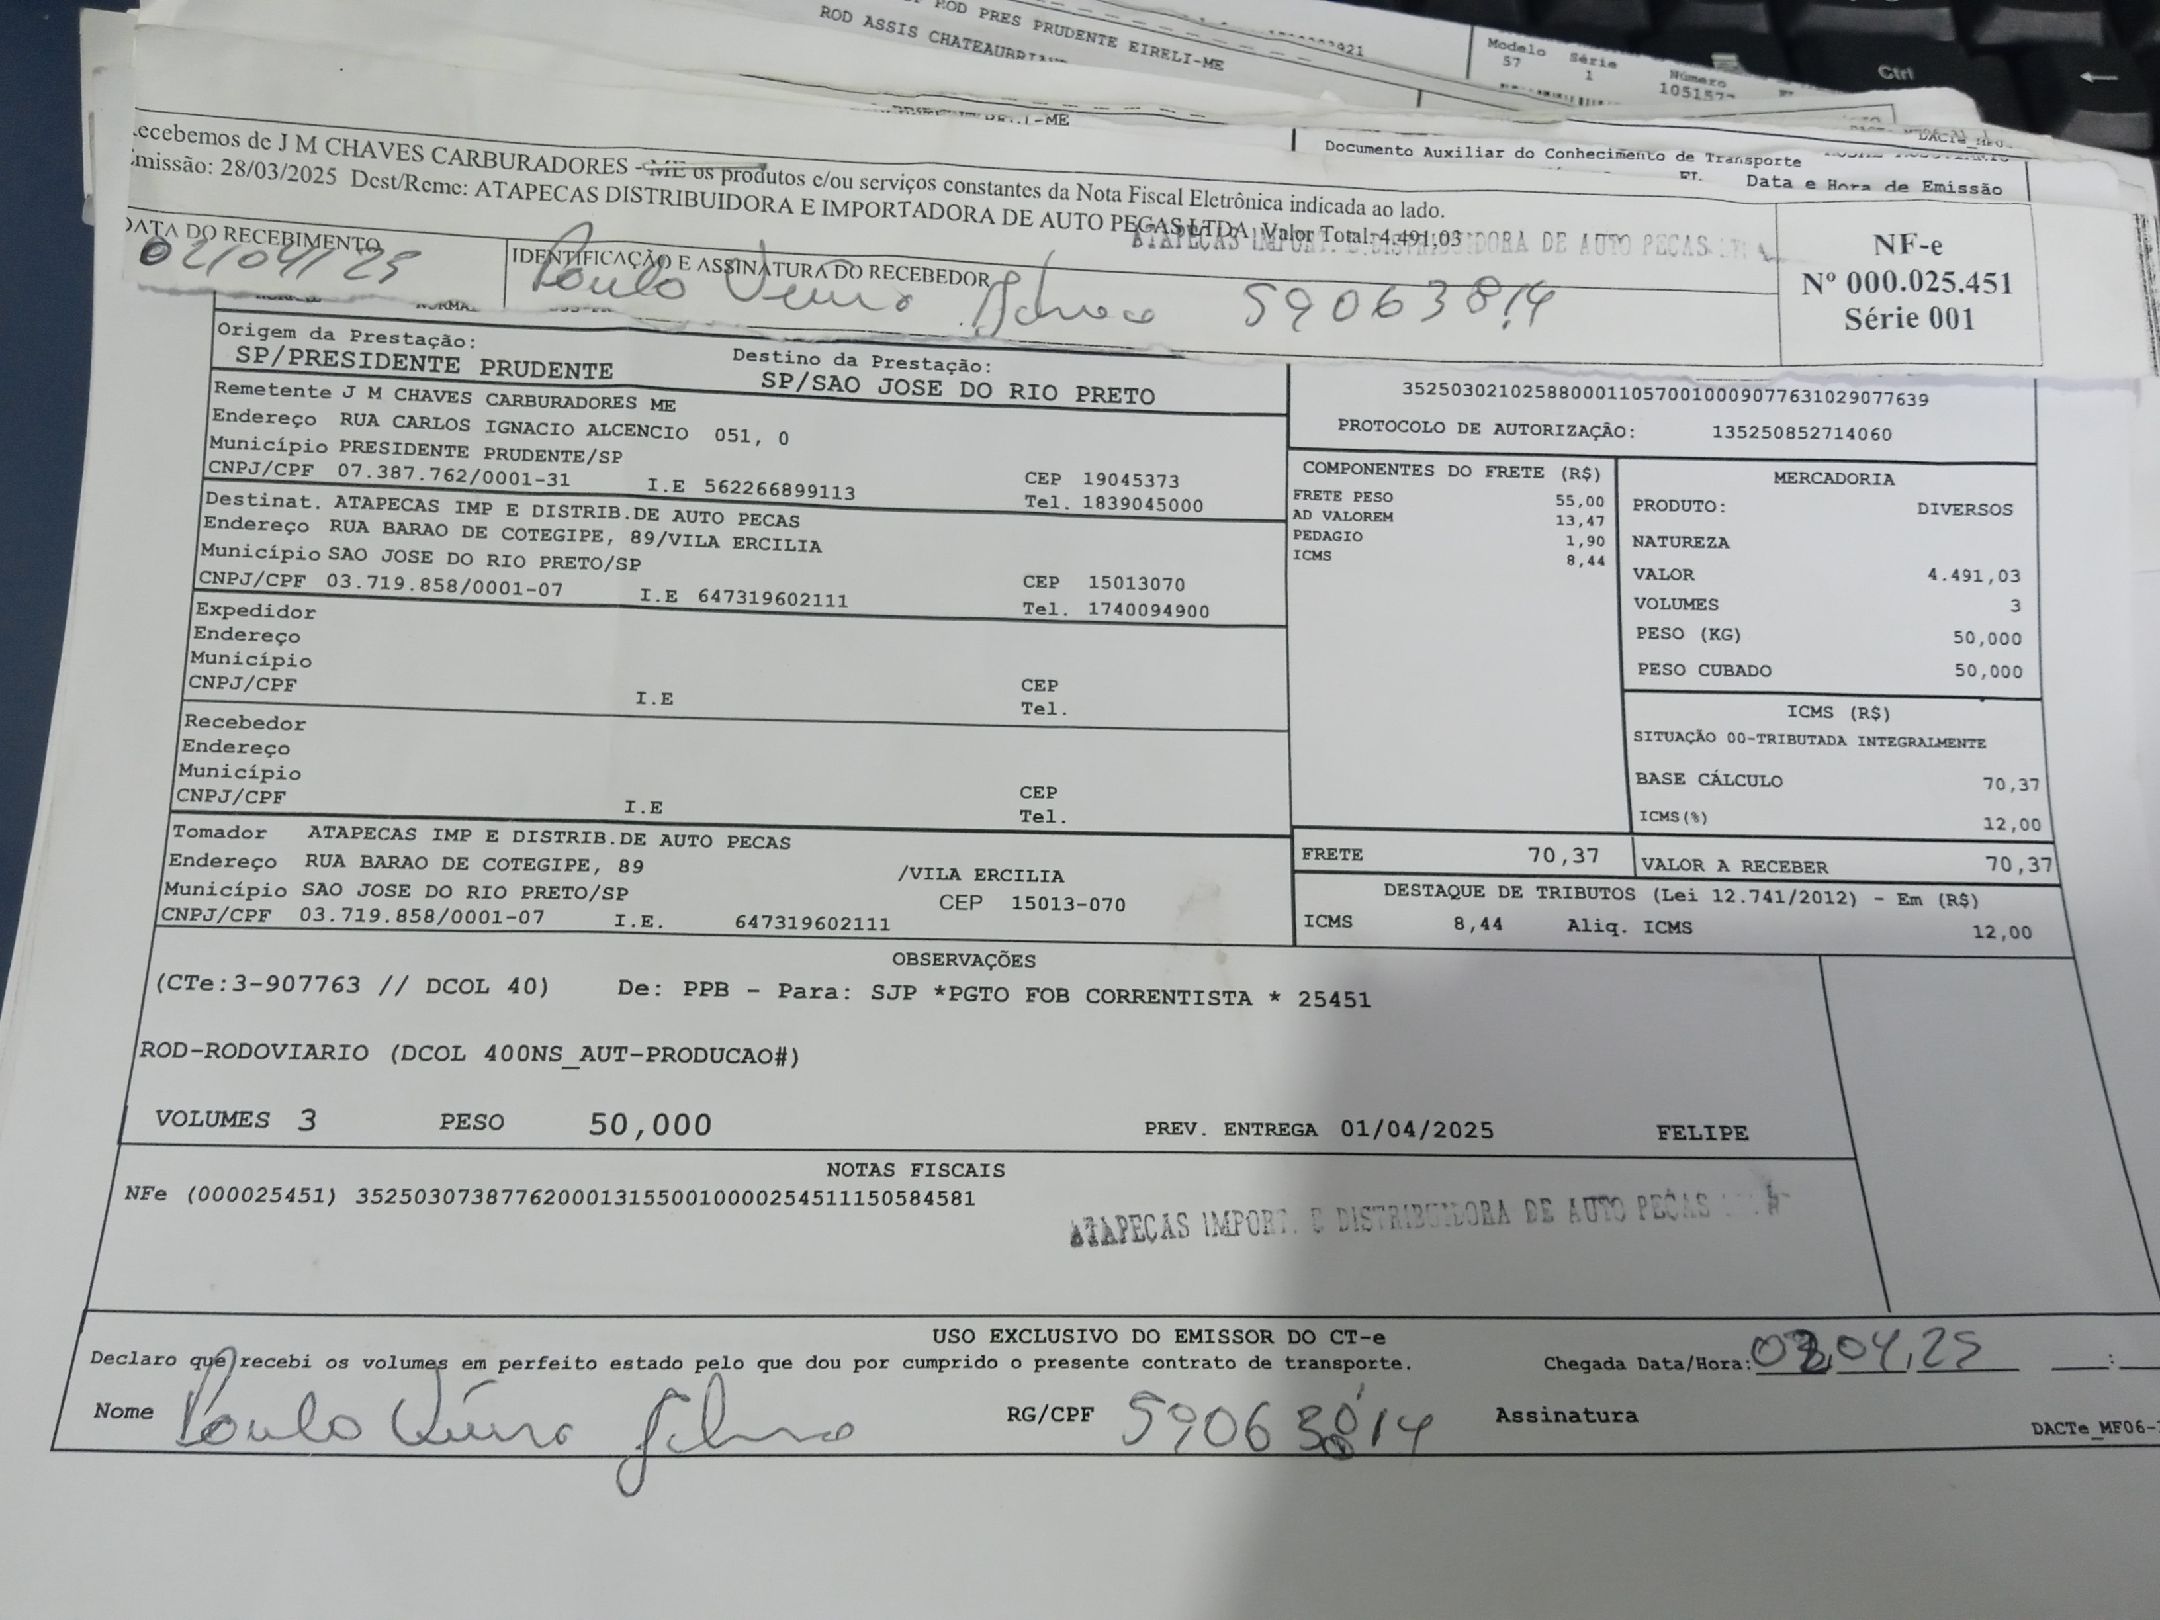 ROD PRES PRUDENTE EIRELI-ME
ROD ASSIS
Modelo Série Número
57 1
Documento Auxiliar do Conhecimento de Transporte
Data e Hora de Emissão
ecebemos de J M CHAVES CARBURADORES - ME os produtos e/ou serviços constantes da Nota Fiscal Eletrônica indicada ao lado.
Emissão: 28/03/2025 Dest/Reme: ATAPECAS DISTRIBUIDORA E IMPORTADORA DE AUTO PEGAS LTDA Valor Total: 4.491,03
ATAPEÇAS IMPORT. E DISTRIBUIDORA DE AUTO PEÇAS
DATA DO RECEBIMENTO
02/04/25
IDENTIFICAÇÃO E ASSINATURA DO RECEBEDOR
Paulo 59063814
NF-e
Nº 000.025.451
Série 001
Origem da Prestação:
SP/PRESIDENTE PRUDENTE
Destino da Prestação:
SP/SAO JOSE DO RIO PRETO
Remetente J M CHAVES CARBURADORES ME
Endereço RUA CARLOS IGNACIO ALCENCIO 051, 0
Município PRESIDENTE PRUDENTE/SP
CNPJ/CPF 07.387.762/0001-31 I.E 562266899113
CEP 19045373
Tel. 1839045000
Destinat. ATAPECAS IMP E DISTRIB.DE AUTO PECAS
Endereço RUA BARAO DE COTEGIPE, 89/VILA ERCILIA
Município SAO JOSE DO RIO PRETO/SP
CNPJ/CPF 03.719.858/0001-07 I.E 647319602111
CEP 15013070
Tel. 1740094900
Expedidor
Endereço
Município
CNPJ/CPF I.E
CEP
Tel.
Recebedor
Endereço
Município
CNPJ/CPF I.E
CEP
Tel.
Tomador ATAPECAS IMP E DISTRIB.DE AUTO PECAS
Endereço RUA BARAO DE COTEGIPE, 89 /VILA ERCILIA
Município SAO JOSE DO RIO PRETO/SP CEP 15013-070
CNPJ/CPF 03.719.858/0001-07 I.E. 647319602111
35250302102588000110570010009077631029077639
PROTOCOLO DE AUTORIZAÇÃO: 135250852714060
COMPONENTES DO FRETE (R$)
FRETE PESO 55,00
AD VALOREM 13,47
PEDAGIO 1,90
ICMS 8,44
MERCADORIA
PRODUTO: DIVERSOS
NATUREZA
VALOR 4.491,03
VOLUMES 3
PESO (KG) 50,000
PESO CUBADO 50,000
ICMS (R$)
SITUAÇÃO 00-TRIBUTADA INTEGRALMENTE
BASE CÁLCULO 70,37
ICMS(%) 12,00
FRETE 70,37 VALOR A RECEBER 70,37
DESTAQUE DE TRIBUTOS (Lei 12.741/2012) - Em (R$)
ICMS 8,44 Aliq. ICMS 12,00
OBSERVAÇÕES
(CTe:3-907763 // DCOL 40) De: PPB - Para: SJP *PGTO FOB CORRENTISTA * 25451
ROD-RODOVIARIO (DCOL 400NS_AUT-PRODUCAO#)
VOLUMES 3 PESO 50,000 PREV. ENTREGA 01/04/2025 FELIPE
NOTAS FISCAIS
NFe (000025451) 35250307387762000131550010000254511150584581
ATAPEÇAS IMPORT. E DISTRIBUIDORA DE AUTO PEÇAS
USO EXCLUSIVO DO EMISSOR DO CT-e
Declaro que recebi os volumes em perfeito estado pelo que dou por cumprido o presente contrato de transporte. Chegada Data/Hora: 02,04,25 :
Nome Paulo RG/CPF 59063814 Assinatura
DACTe_MF06-